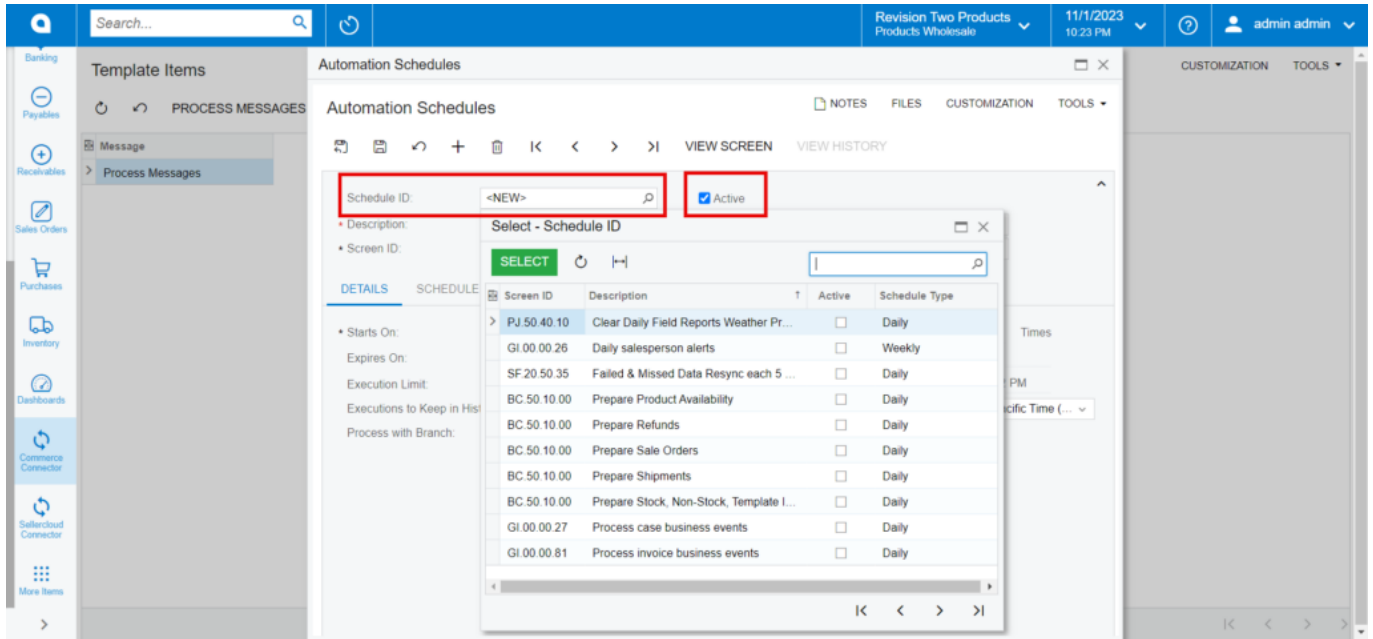 Search...
Revision Two Products
Products Wholesale
11/1/2023
10:23 PM
admin admin
Banking
Payables
Receivables
Sales Orders
Purchases
Inventory
Dashboards
Commerce
Connector
Sellercloud
Connector
More Items
Template Items
CUSTOMIZATION TOOLS
PROCESS MESSAGES
Message
Process Messages
Automation Schedules
Automation Schedules
NOTES FILES CUSTOMIZATION TOOLS
VIEW SCREEN VIEW HISTORY
Schedule ID: <NEW> Active
Description:
Screen ID:
DETAILS SCHEDULE
Starts On:
Expires On:
Execution Limit:
Executions to Keep in Hist
Process with Branch:
Times
PM
cific Time (...
Select - Schedule ID
SELECT
Screen ID Description Active Schedule Type
PJ.50.40.10 Clear Daily Field Reports Weather Pr... Daily
GI.00.00.26 Daily salesperson alerts Weekly
SF.20.50.35 Failed & Missed Data Resync each 5 ... Daily
BC.50.10.00 Prepare Product Availability Daily
BC.50.10.00 Prepare Refunds Daily
BC.50.10.00 Prepare Sale Orders Daily
BC.50.10.00 Prepare Shipments Daily
BC.50.10.00 Prepare Stock, Non-Stock, Template I... Daily
GI.00.00.27 Process case business events Daily
GI.00.00.81 Process invoice business events Daily